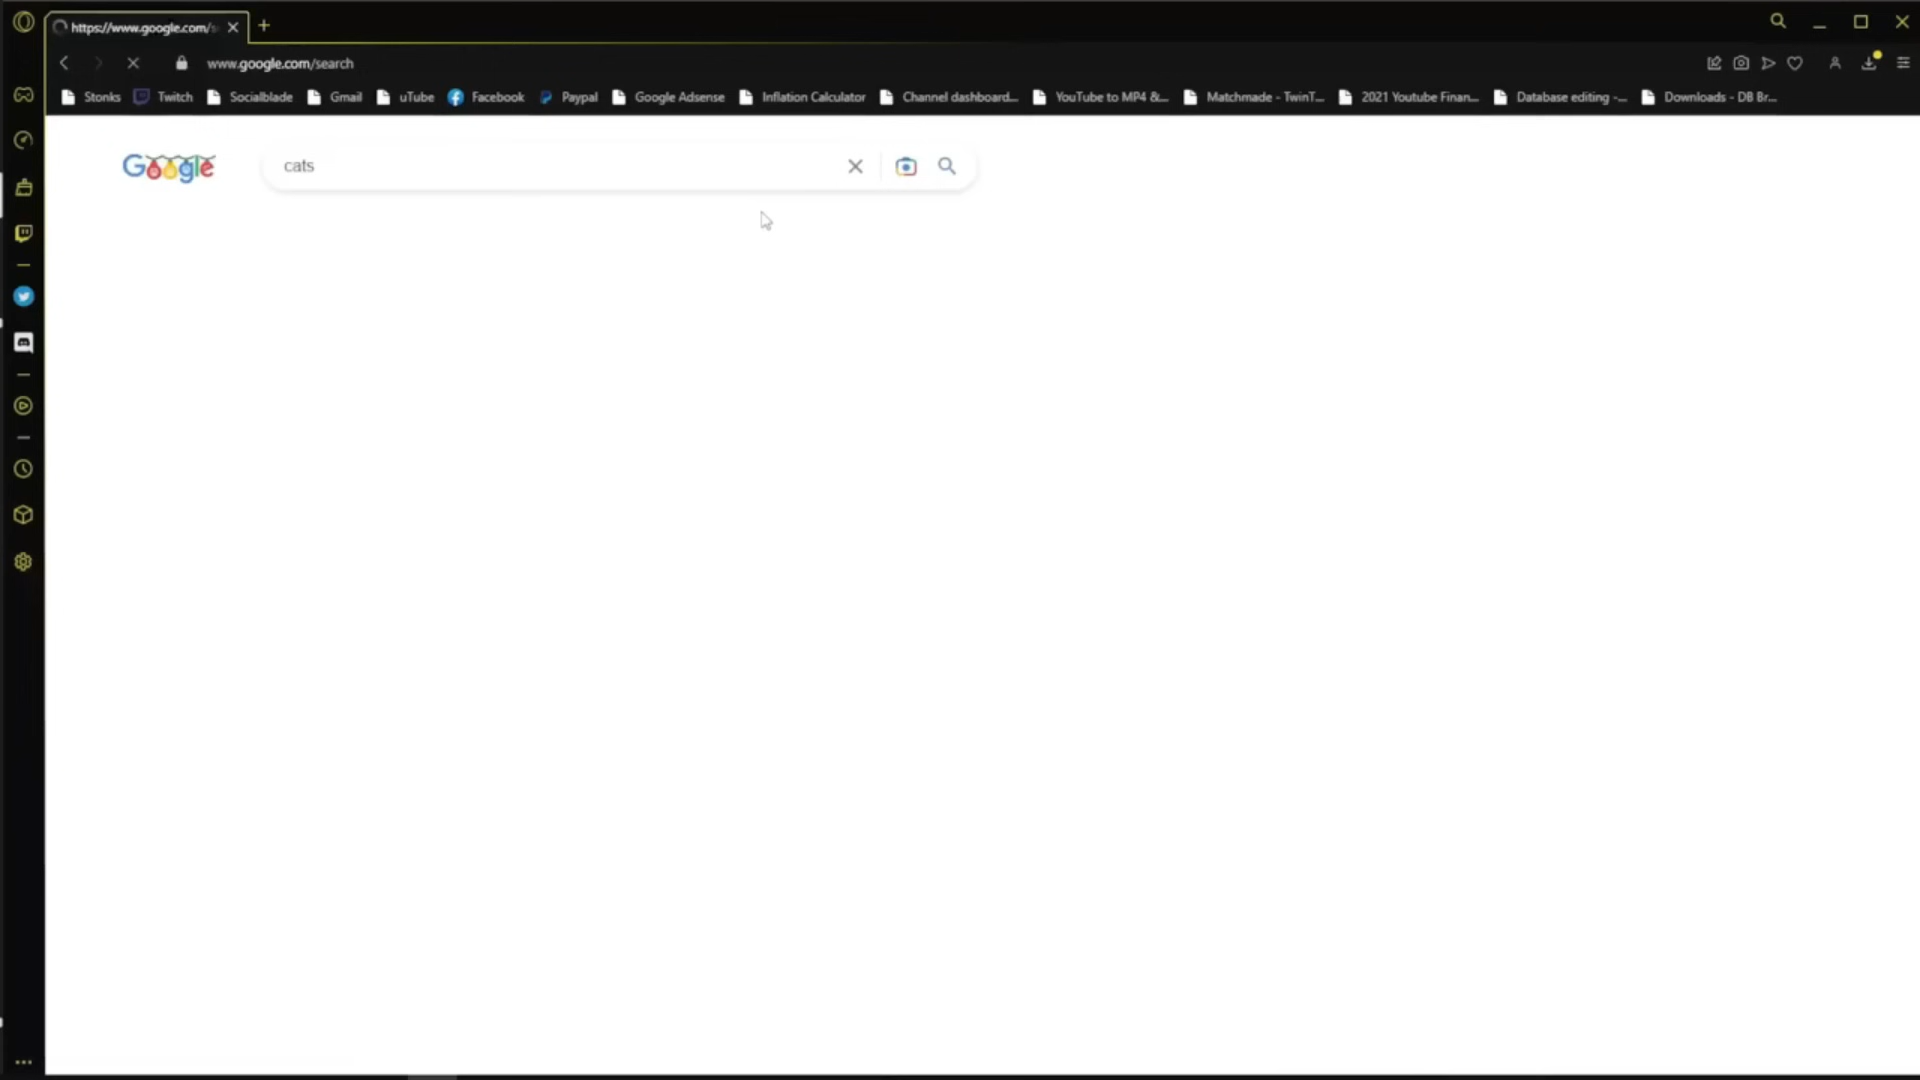 https://www.google.com/s
www.google.com/search
Stonks Twitch Socialblade Gmail uTube Facebook Paypal Google Adsense Inflation Calculator Channel dashboard... YouTube to MP4 &... Matchmade - TwinT... 2021 Youtube Finan... Database editing -... Downloads - DB Br...
Google cats